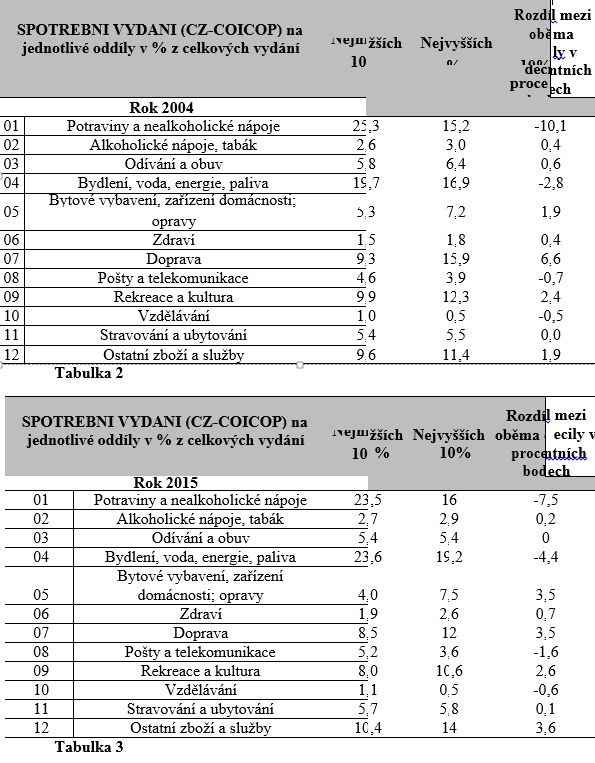 SPOTREBNI VYDANI (CZ-COICOP) na
jednotlivé oddíly v % z celkových vydání
Nejnižších
10
Nejvyšších
%
Rozdíl mezi
oběma
ly v
10%
decntních
proce
ech
Rok 2004
01 Potraviny a nealkoholické nápoje 25,3 15,2 -10,1
02 Alkoholické nápoje, tabák 2,6 3,0 0,4
03 Odívání a obuv 5,8 6,4 0,6
04 Bydlení, voda, energie, paliva 19,7 16,9 -2,8
05 Bytové vybavení, zařízení domácnosti;
opravy 5,3 7,2 1,9
06 Zdraví 1,5 1,8 0,4
07 Doprava 9,3 15,9 6,6
08 Pošty a telekomunikace 4,6 3,9 -0,7
09 Rekreace a kultura 9,9 12,3 2,4
10 Vzdělávání 1,0 0,5 -0,5
11 Stravování a ubytování 5,4 5,5 0,0
12 Ostatní zboží a služby 9,6 11,4 1,9
Tabulka 2
SPOTREBNI VYDANI (CZ-COICOP) na
jednotlivé oddíly v % z celkových vydání
Nejnižších
10 %
Nejvyšších
10%
Rozdíl mezi
oběma ecily v
procentních
bodech
Rok 2015
01 Potraviny a nealkoholické nápoje 23,5 16 -7,5
02 Alkoholické nápoje, tabák 2,7 2,9 0,2
03 Odívání a obuv 5,4 5,4 0
04 Bydlení, voda, energie, paliva 23,6 19,2 -4,4
Bytové vybavení, zařízení
05 domácnosti; opravy 4,0 7,5 3,5
06 Zdraví 1,9 2,6 0,7
07 Doprava 8,5 12 3,5
08 Pošty a telekomunikace 5,2 3,6 -1,6
09 Rekreace a kultura 8,0 10,6 2,6
10 Vzdělávání 1,1 0,5 -0,6
11 Stravování a ubytování 5,7 5,8 0,1
12 Ostatní zboží a služby 10,4 14 3,6
Tabulka 3